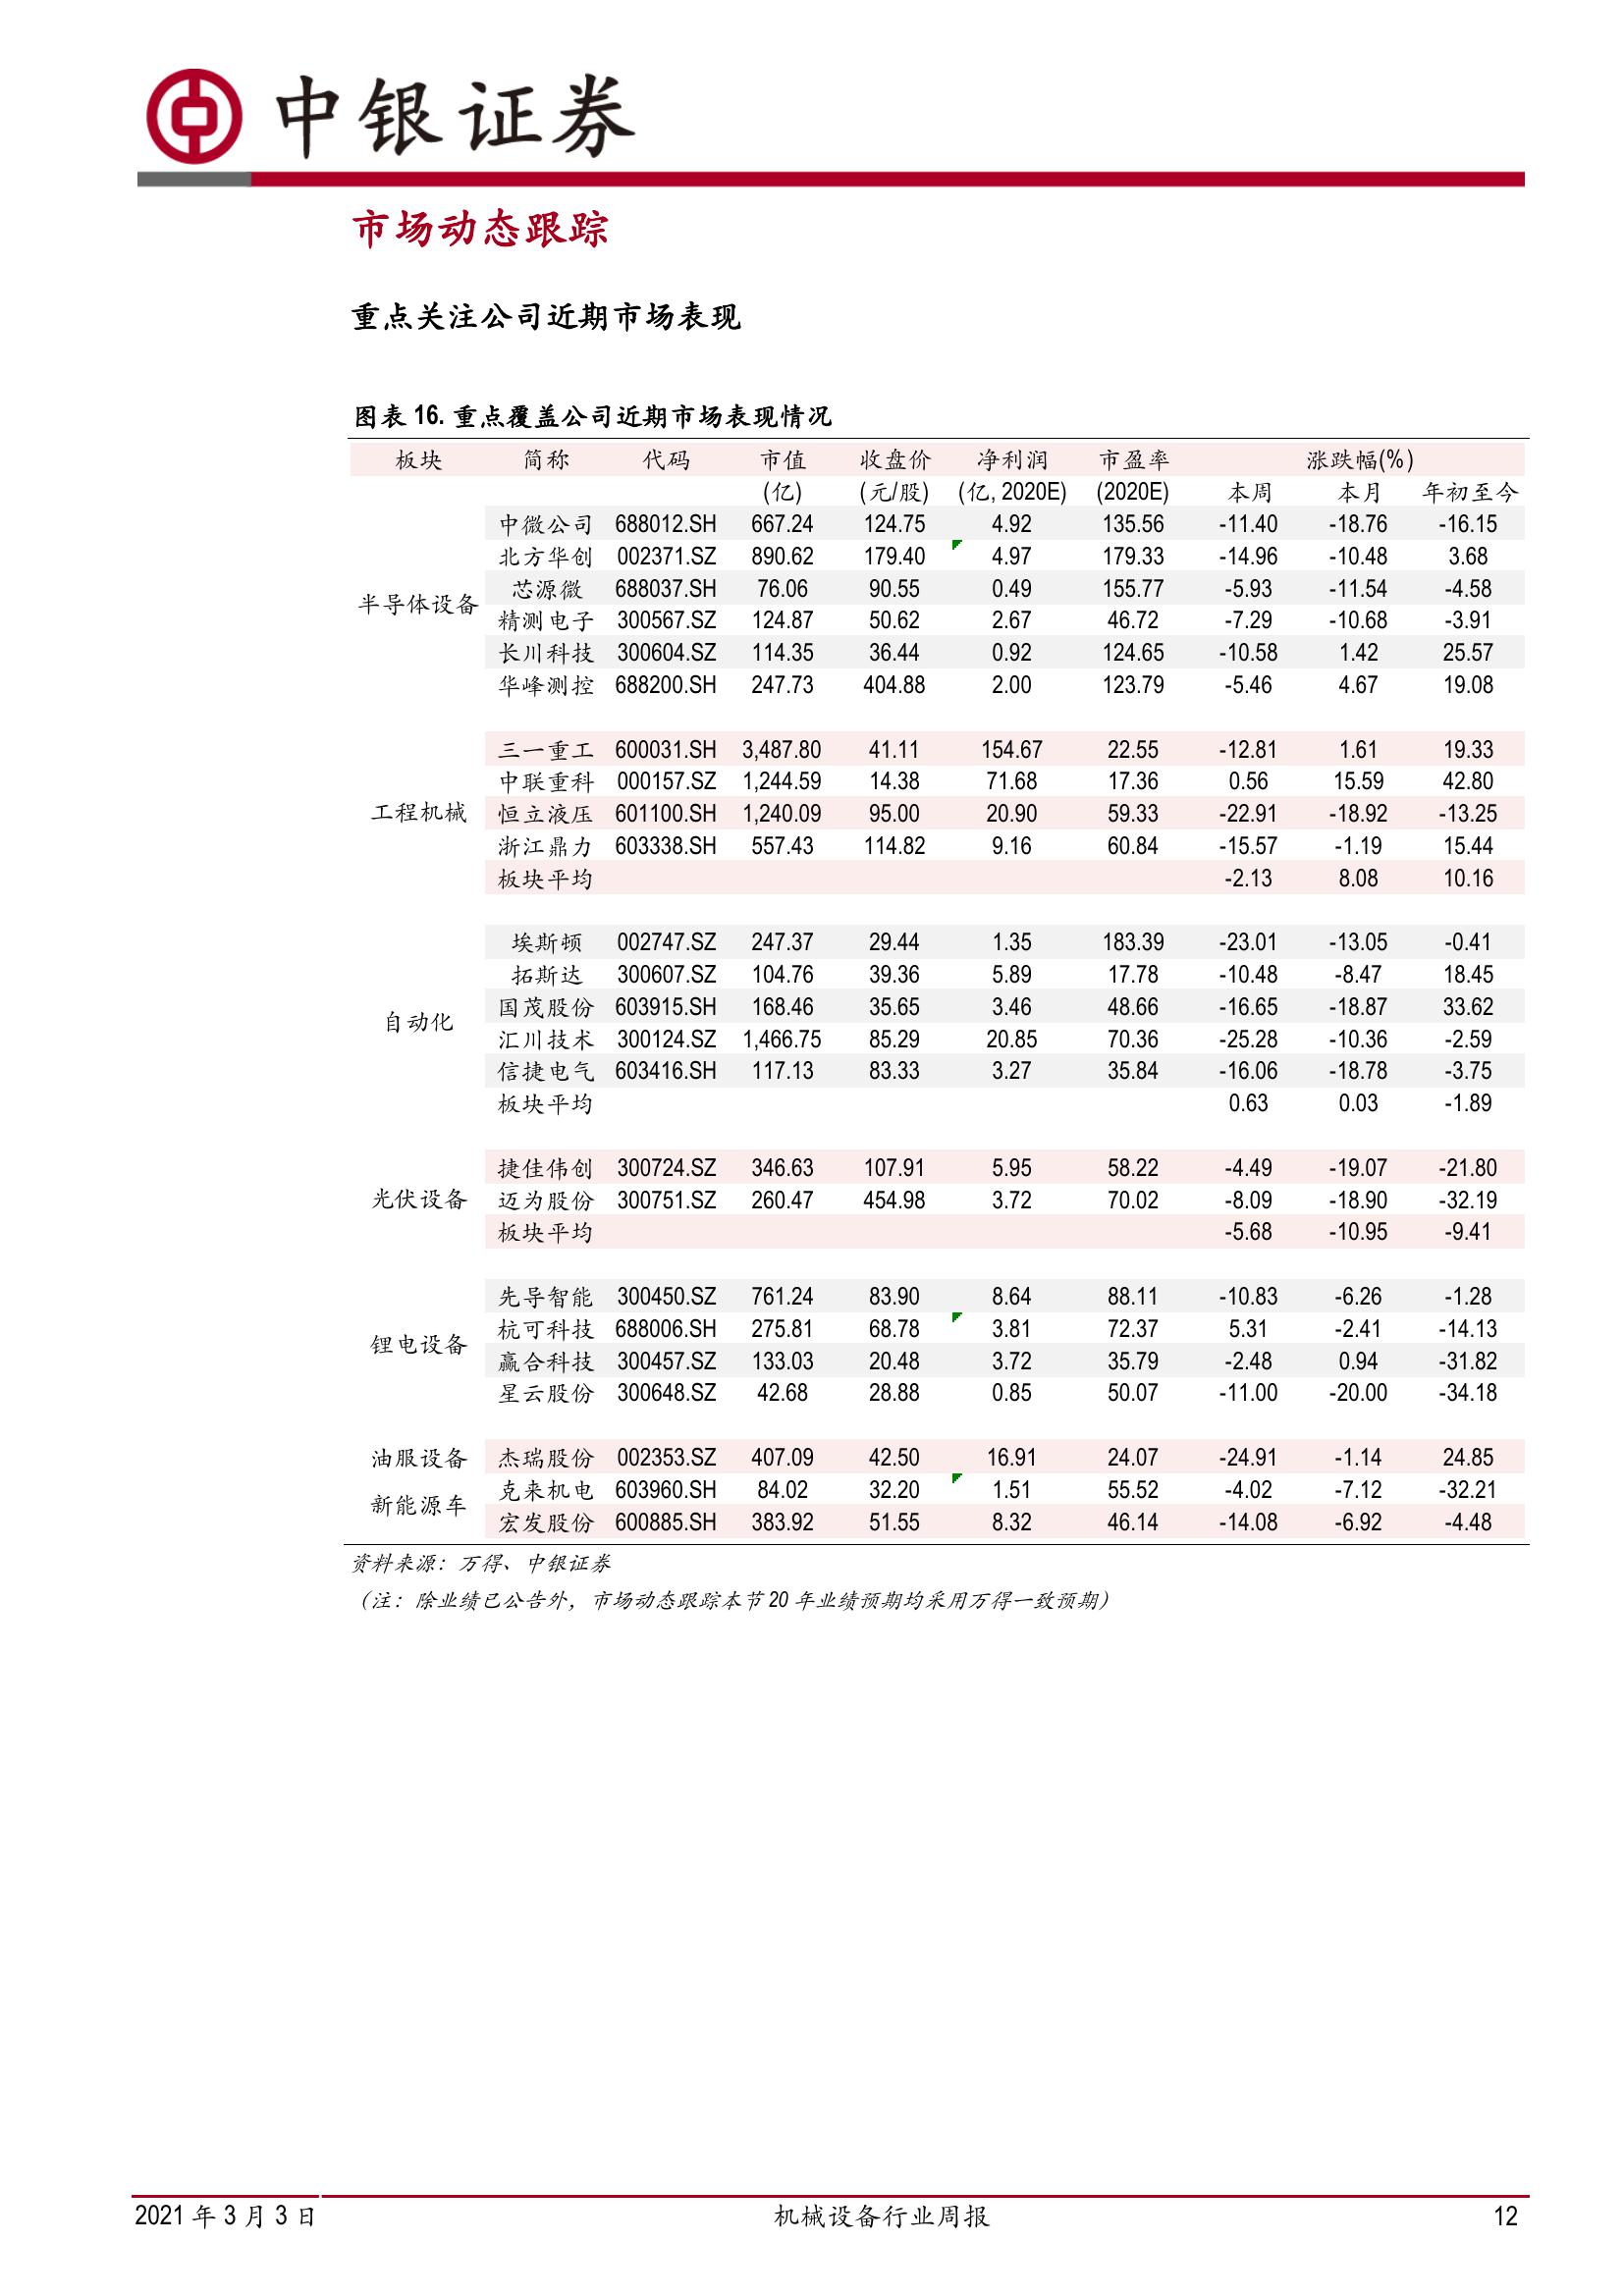 中银证券
市场动态跟踪
重点关注公司近期市场表现
图表 16. 重点覆盖公司近期市场表现情况
板块 简称 代码 市值 收盘价 净利润 市盈率 涨跌幅(%)
(亿) (元/股) (亿, 2020E) (2020E) 本周 本月 年初至今
半导体设备
中微公司 688012.SH 667.24 124.75 4.92 135.56 -11.40 -18.76 -16.15
北方华创 002371.SZ 890.62 179.40 4.97 179.33 -14.96 -10.48 3.68
芯源微 688037.SH 76.06 90.55 0.49 155.77 -5.93 -11.54 -4.58
精测电子 300567.SZ 124.87 50.62 2.67 46.72 -7.29 -10.68 -3.91
长川科技 300604.SZ 114.35 36.44 0.92 124.65 -10.58 1.42 25.57
华峰测控 688200.SH 247.73 404.88 2.00 123.79 -5.46 4.67 19.08
工程机械
三一重工 600031.SH 3,487.80 41.11 154.67 22.55 -12.81 1.61 19.33
中联重科 000157.SZ 1,244.59 14.38 71.68 17.36 0.56 15.59 42.80
恒立液压 601100.SH 1,240.09 95.00 20.90 59.33 -22.91 -18.92 -13.25
浙江鼎力 603338.SH 557.43 114.82 9.16 60.84 -15.57 -1.19 15.44
板块平均 -2.13 8.08 10.16
自动化
埃斯顿 002747.SZ 247.37 29.44 1.35 183.39 -23.01 -13.05 -0.41
拓斯达 300607.SZ 104.76 39.36 5.89 17.78 -10.48 -8.47 18.45
国茂股份 603915.SH 168.46 35.65 3.46 48.66 -16.65 -18.87 33.62
汇川技术 300124.SZ 1,466.75 85.29 20.85 70.36 -25.28 -10.36 -2.59
信捷电气 603416.SH 117.13 83.33 3.27 35.84 -16.06 -18.78 -3.75
板块平均 0.63 0.03 -1.89
光伏设备
捷佳伟创 300724.SZ 346.63 107.91 5.95 58.22 -4.49 -19.07 -21.80
迈为股份 300751.SZ 260.47 454.98 3.72 70.02 -8.09 -18.90 -32.19
板块平均 -5.68 -10.95 -9.41
锂电设备
先导智能 300450.SZ 761.24 83.90 8.64 88.11 -10.83 -6.26 -1.28
杭可科技 688006.SH 275.81 68.78 3.81 72.37 5.31 -2.41 -14.13
赢合科技 300457.SZ 133.03 20.48 3.72 35.79 -2.48 0.94 -31.82
星云股份 300648.SZ 42.68 28.88 0.85 50.07 -11.00 -20.00 -34.18
油服设备 杰瑞股份 002353.SZ 407.09 42.50 16.91 24.07 -24.91 -1.14 24.85
新能源车
克来机电 603960.SH 84.02 32.20 1.51 55.52 -4.02 -7.12 -32.21
宏发股份 600885.SH 383.92 51.55 8.32 46.14 -14.08 -6.92 -4.48
资料来源：万得、中银证券
（注：除业绩已公告外，市场动态跟踪本节 20 年业绩预期均采用万得一致预期）
2021 年 3 月 3 日 机械设备行业周报 12